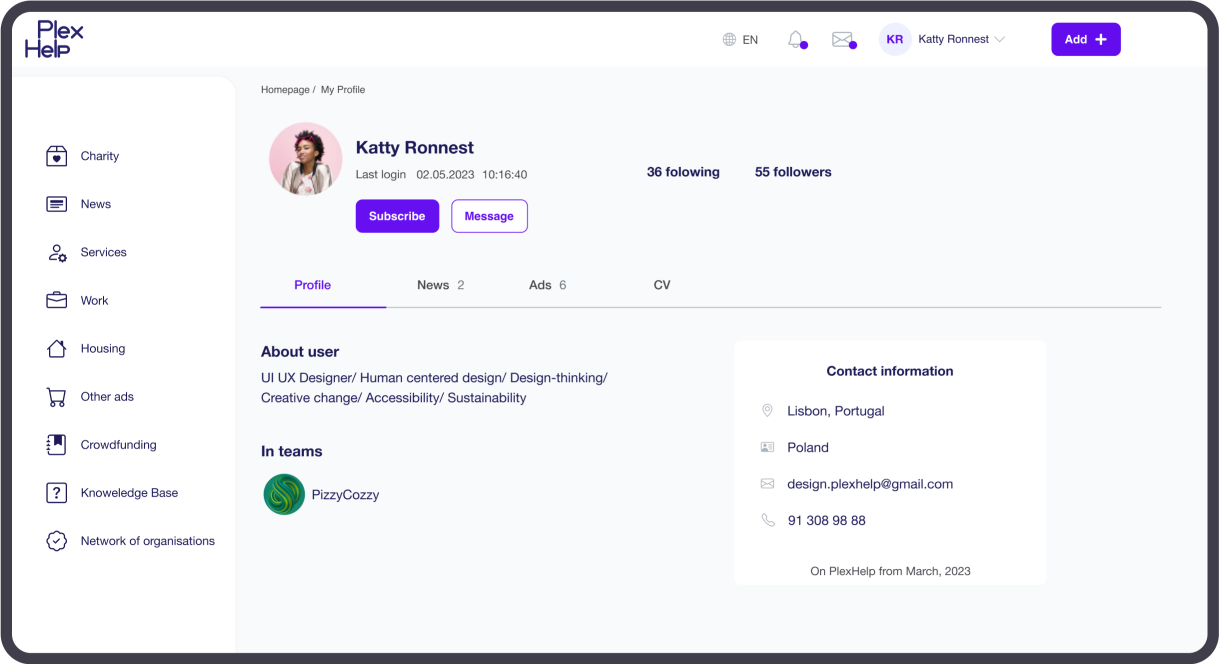 Plex
Help
EN
KR
Katty Ronnest
Add +
Homepage / My Profile
Charity
News
Services
Work
Housing
Other ads
Crowdfunding
Knoweledge Base
Network of organisations
Katty Ronnest
Last login 02.05.2023 10:16:40
36 folowing
55 followers
Subscribe
Message
Profile
News 2
Ads 6
CV
About user
UI UX Designer/ Human centered design/ Design-thinking/
Creative change/ Accessibility/ Sustainability
In teams
PizzyCozzy
Contact information
Lisbon, Portugal
Poland
design.plexhelp@gmail.com
91 308 98 88
On PlexHelp from March, 2023